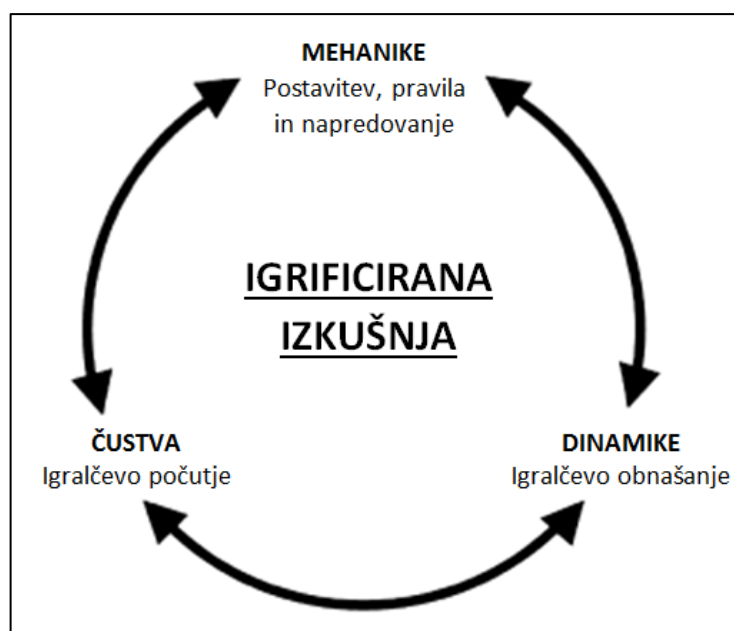 MEHANIKE
Postavitev, pravila
in napredovanje
IGRIFICIRANA
IZKUŠNJA
ČUSTVA
Igralčevo počutje
DINAMIKE
Igralčevo obnašanje